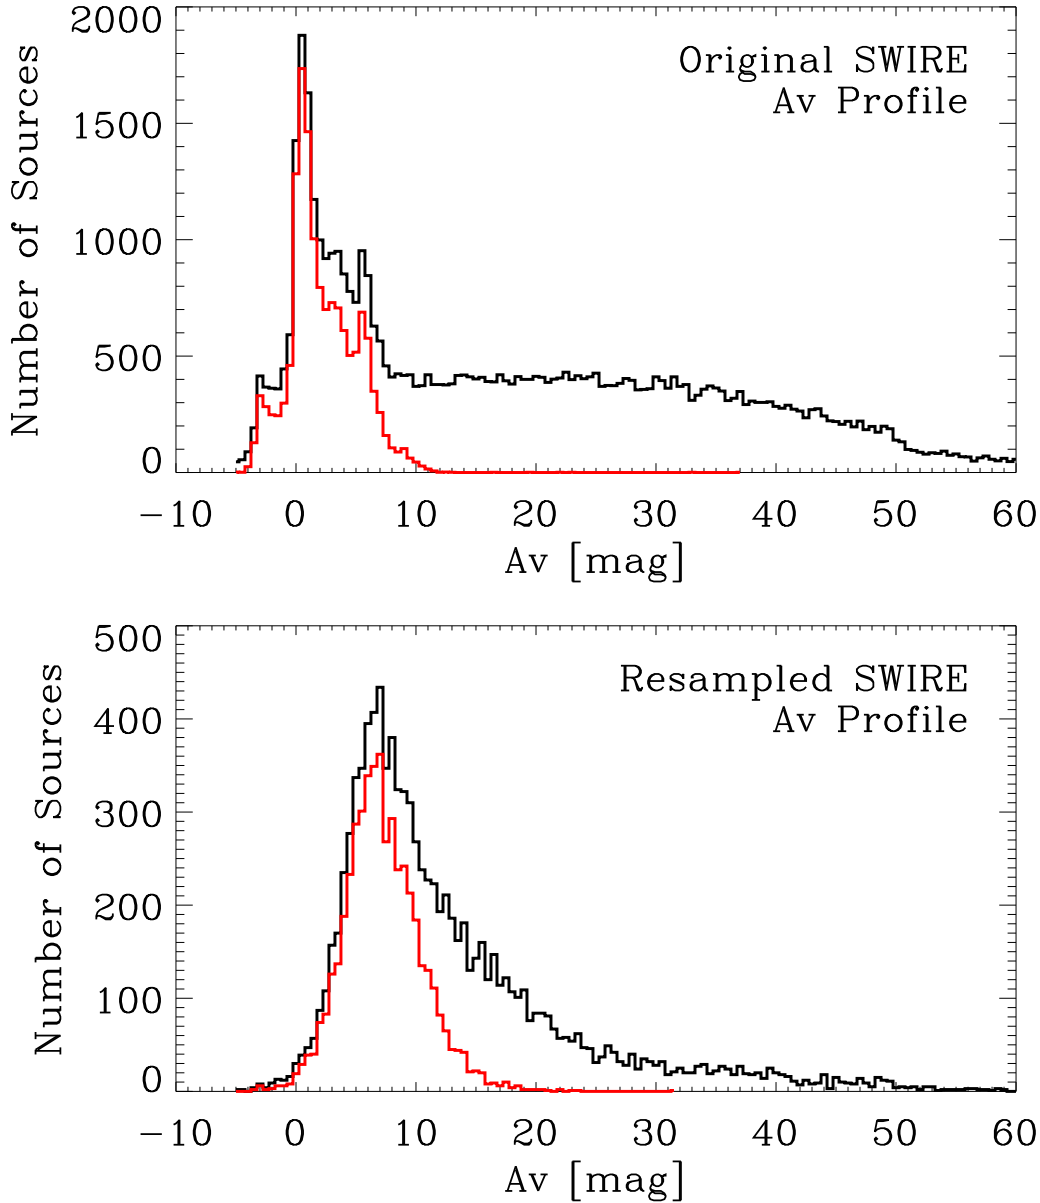 Original SWIRE
Av Profile
Number of Sources
2000
1500
1000
500
0
-10 0 10 20 30 40 50 60
Av [mag]
Resampled SWIRE
Av Profile
Number of Sources
500
400
300
200
100
0
-10 0 10 20 30 40 50 60
Av [mag]